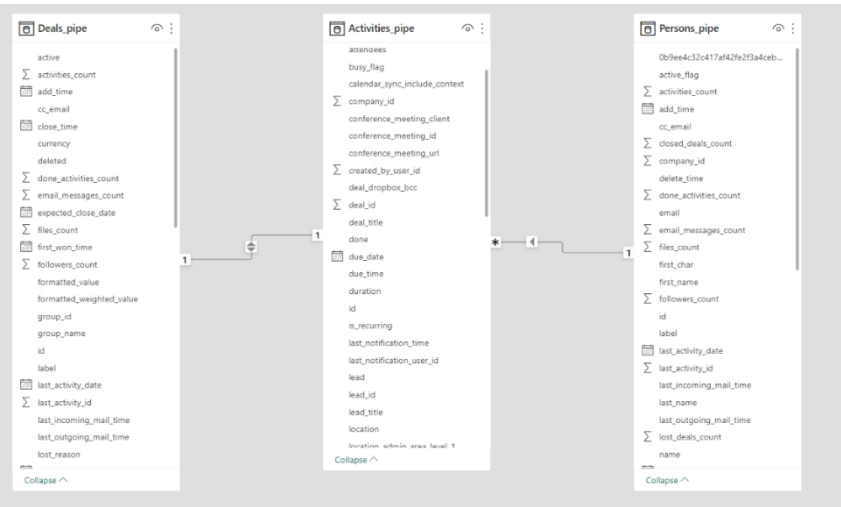 Deals_pipe
active
activities_count
add_time
cc_email
close_time
currency
deleted
done_activities_count
email_messages_count
expected_close_date
files_count
first_won_time
followers_count
formatted_value
formatted_weighted_value
group_id
group_name
id
label
last_activity_date
last_activity_id
last_incoming_mail_time
last_outgoing_mail_time
lost_reason
Collapse
1
1
Activities_pipe
attendees
busy_flag
calendar_sync_include_context
company_id
conference_meeting_client
conference_meeting_id
conference_meeting_url
created_by_user_id
deal_dropbox_bcc
deal_id
deal_title
done
due_date
due_time
duration
id
is_recurring
last_notification_time
last_notification_user_id
lead
lead_id
lead_title
location
location_admin_area_level_1
Collapse
*
1
Persons_pipe
0b9ee4c32c417af42fe2f3a4ceb...
active_flag
activities_count
add_time
cc_email
closed_deals_count
company_id
delete_time
done_activities_count
email
email_messages_count
files_count
first_char
first_name
followers_count
id
label
last_activity_date
last_activity_id
last_incoming_mail_time
last_name
last_outgoing_mail_time
lost_deals_count
name
Collapse